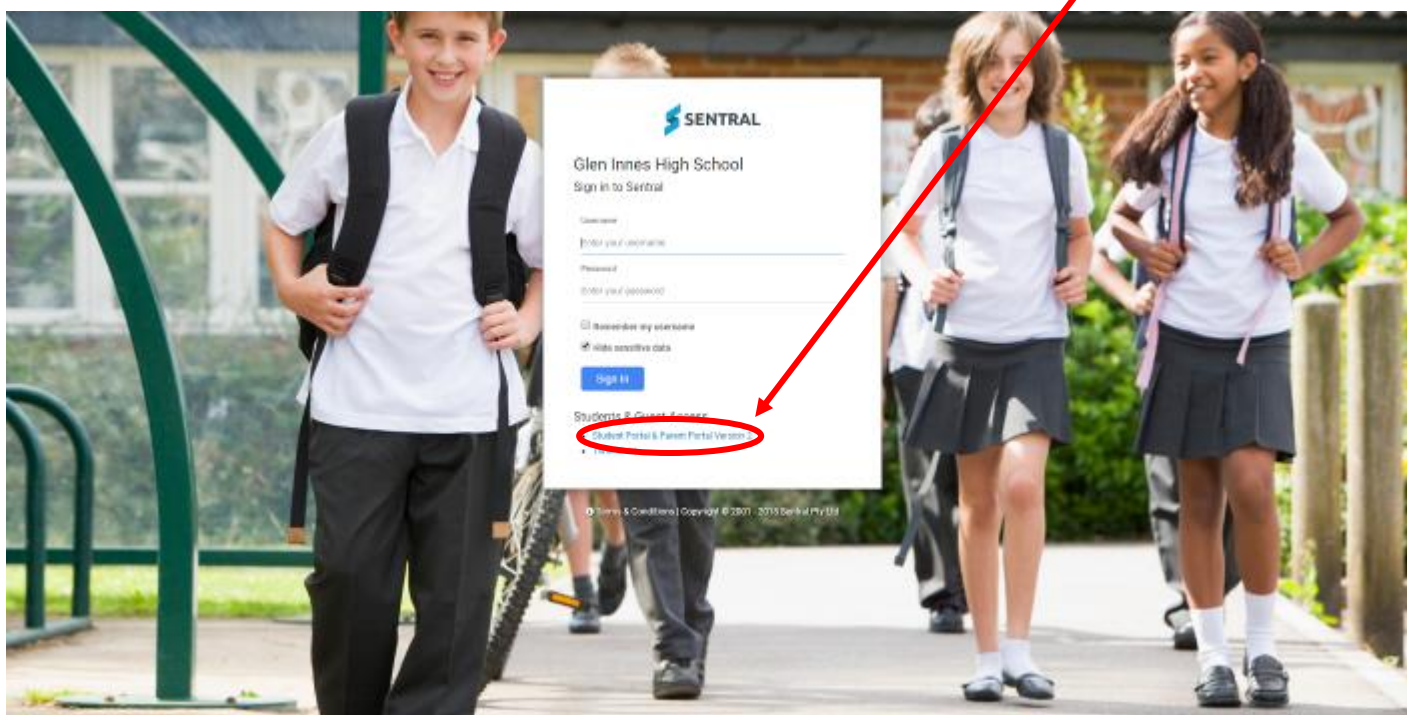 SENTRAL
Glen Innes High School
Sign in to Sentral
Username
Enter your username
Password
Enter your password
Remember my username
Hide sensitive data
Sign In
Students & Guest Access
Student Portal & Parent Portal Version 2
Terms & Conditions | Copyright © 2001 - 2018 Sentral Pty Ltd